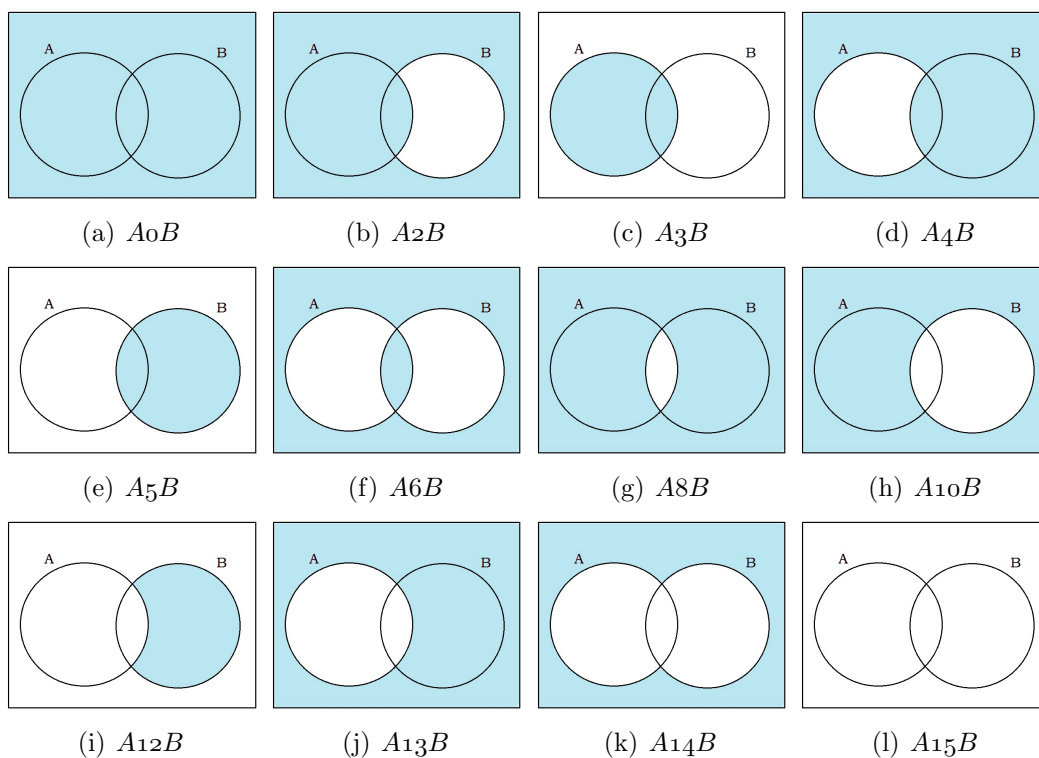 A B A B A B A B
(a) A0B (b) A2B (c) A3B (d) A4B
A B A B A B A B
(e) A5B (f) A6B (g) A8B (h) A10B
A B A B A B A B
(i) A12B (j) A13B (k) A14B (l) A15B